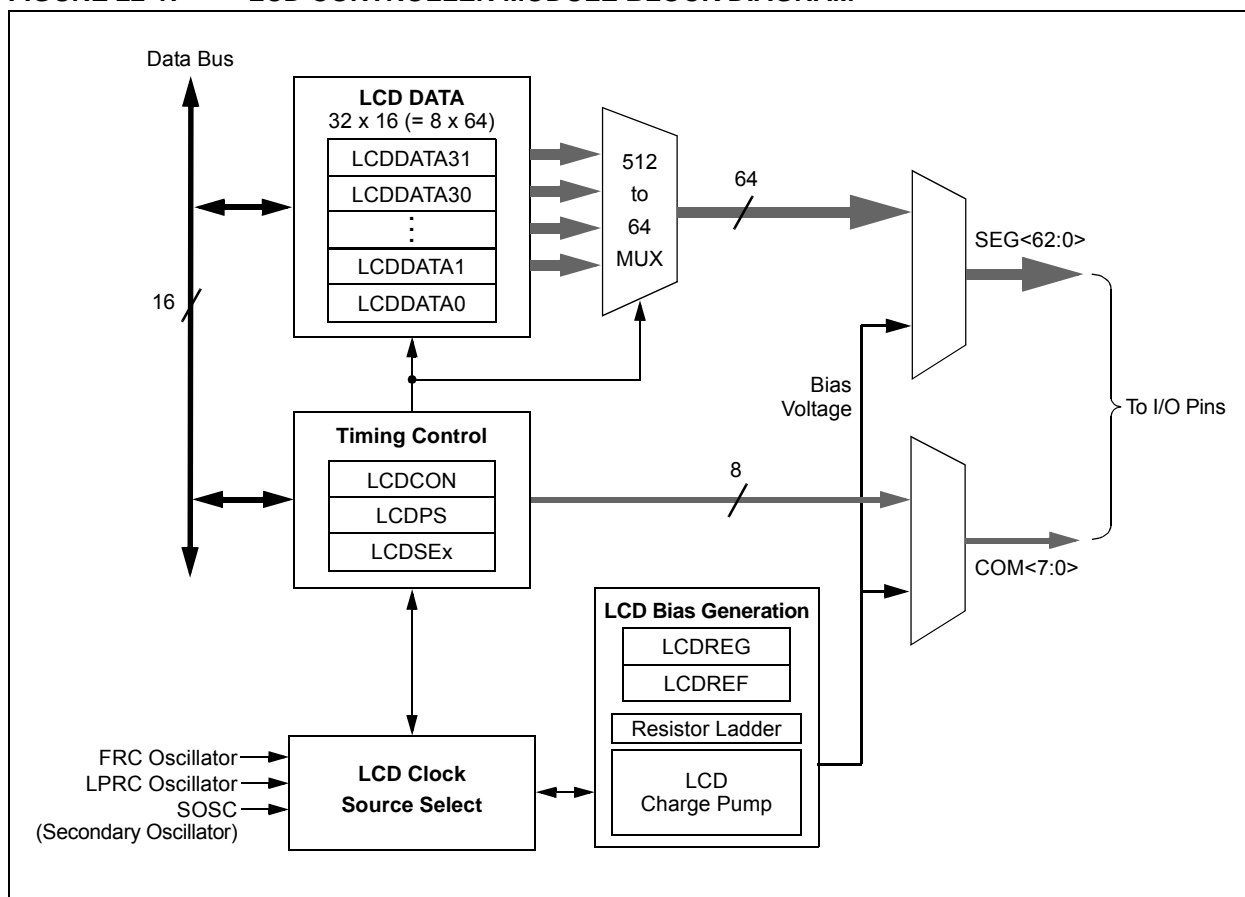 Data Bus
16
LCD DATA
32 x 16 (= 8 x 64)
LCDDATA31
LCDDATA30
LCDDATA1
LCDDATA0
512
to
64
MUX
64
SEG<62:0>
Bias
Voltage
To I/O Pins
Timing Control
LCDCON
LCDPS
LCDSEx
8
COM<7:0>
LCD Bias Generation
LCDREG
LCDREF
Resistor Ladder
LCD
Charge Pump
FRC Oscillator
LPRC Oscillator
SOSC
(Secondary Oscillator)
LCD Clock
Source Select